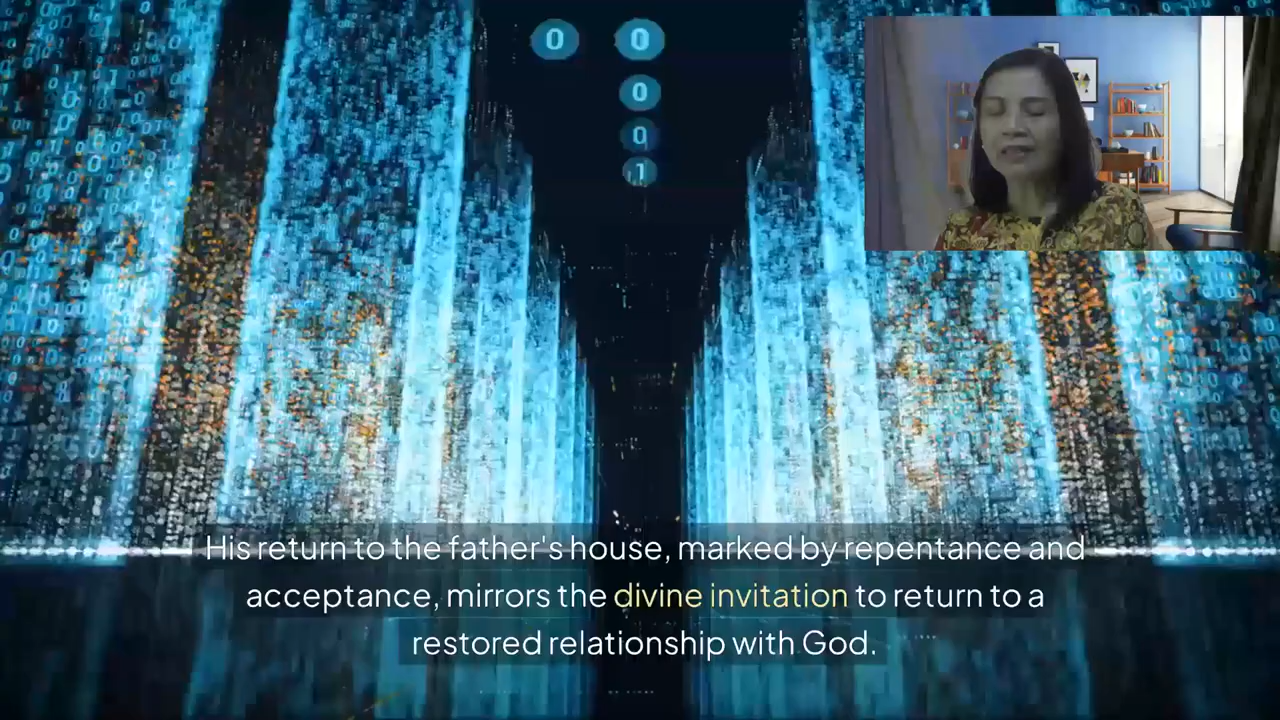 0 0
0
0
1
His return to the father's house, marked by repentance and
acceptance, mirrors the divine invitation to return to a
restored relationship with God.